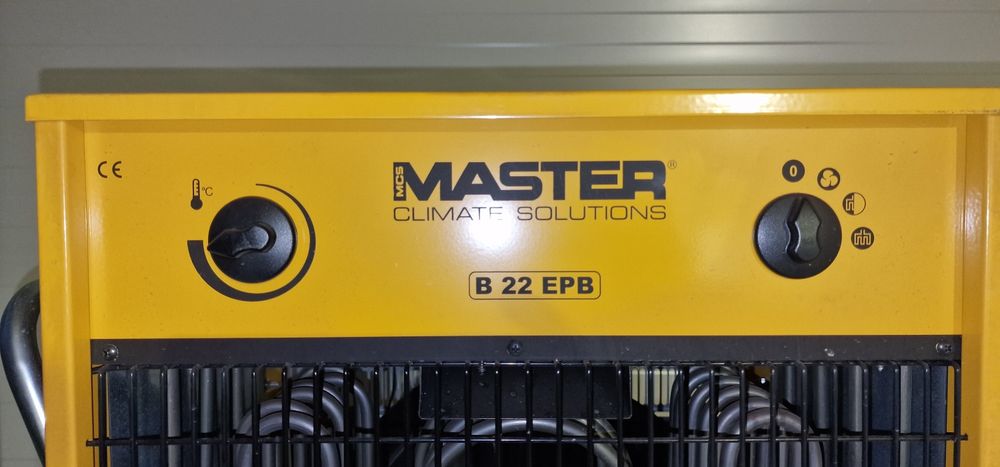 CE
°C
MCS MASTER®
CLIMATE SOLUTIONS
0
B 22 EPB